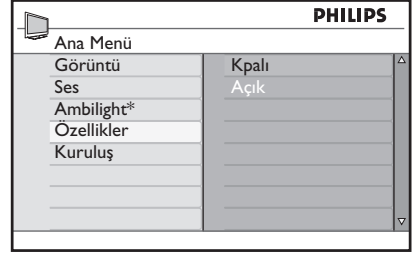 PHILIPS
Ana Menü
Görüntü Kpalı
Ses Açık
Ambilight*
Özellikler
Kuruluş